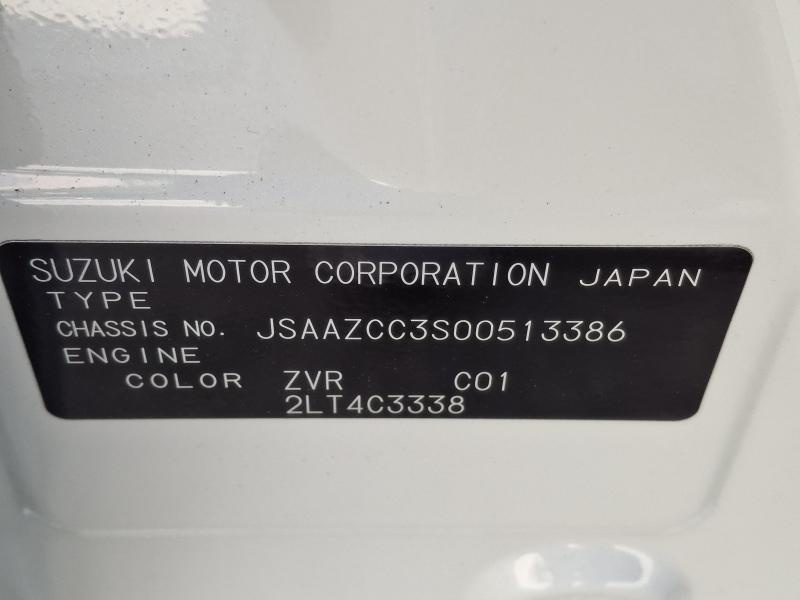 SUZUKI MOTOR CORPORATION JAPAN
TYPE
CHASSIS NO. JSAAZCC3S00513386
ENGINE
COLOR ZVR C01
2LT4C3338